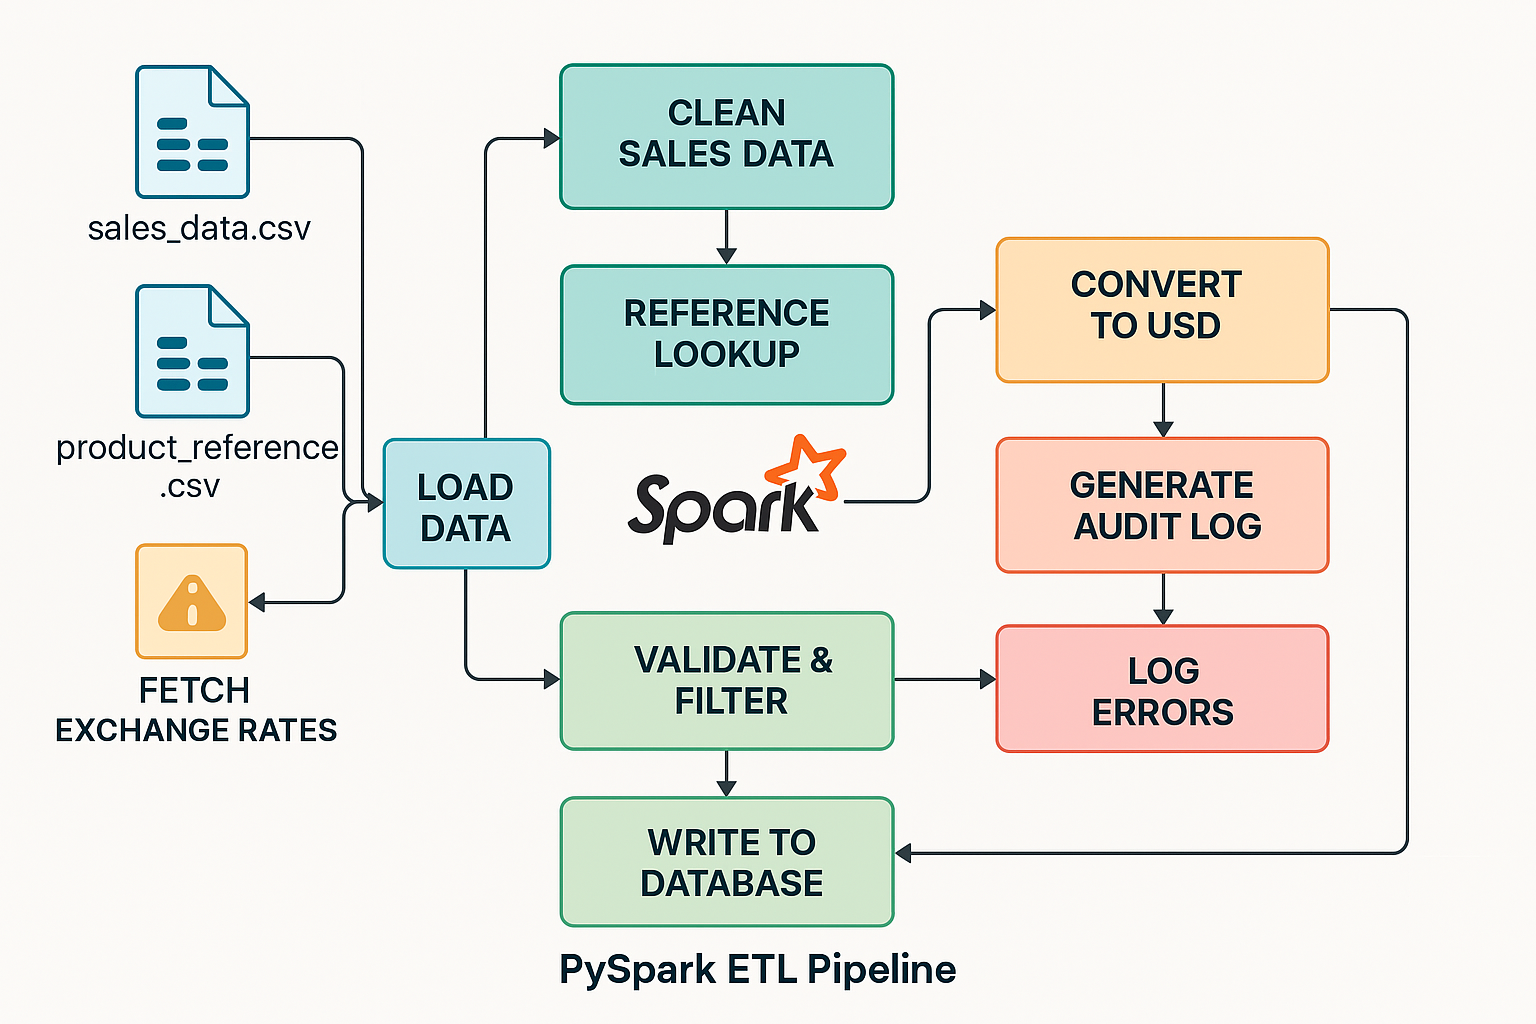 sales_data.csv
product_reference
.csv
FETCH
EXCHANGE RATES
LOAD
DATA
CLEAN
SALES DATA
REFERENCE
LOOKUP
Spark
VALIDATE &
FILTER
WRITE TO
DATABASE
CONVERT
TO USD
GENERATE
AUDIT LOG
LOG
ERRORS
PySpark ETL Pipeline